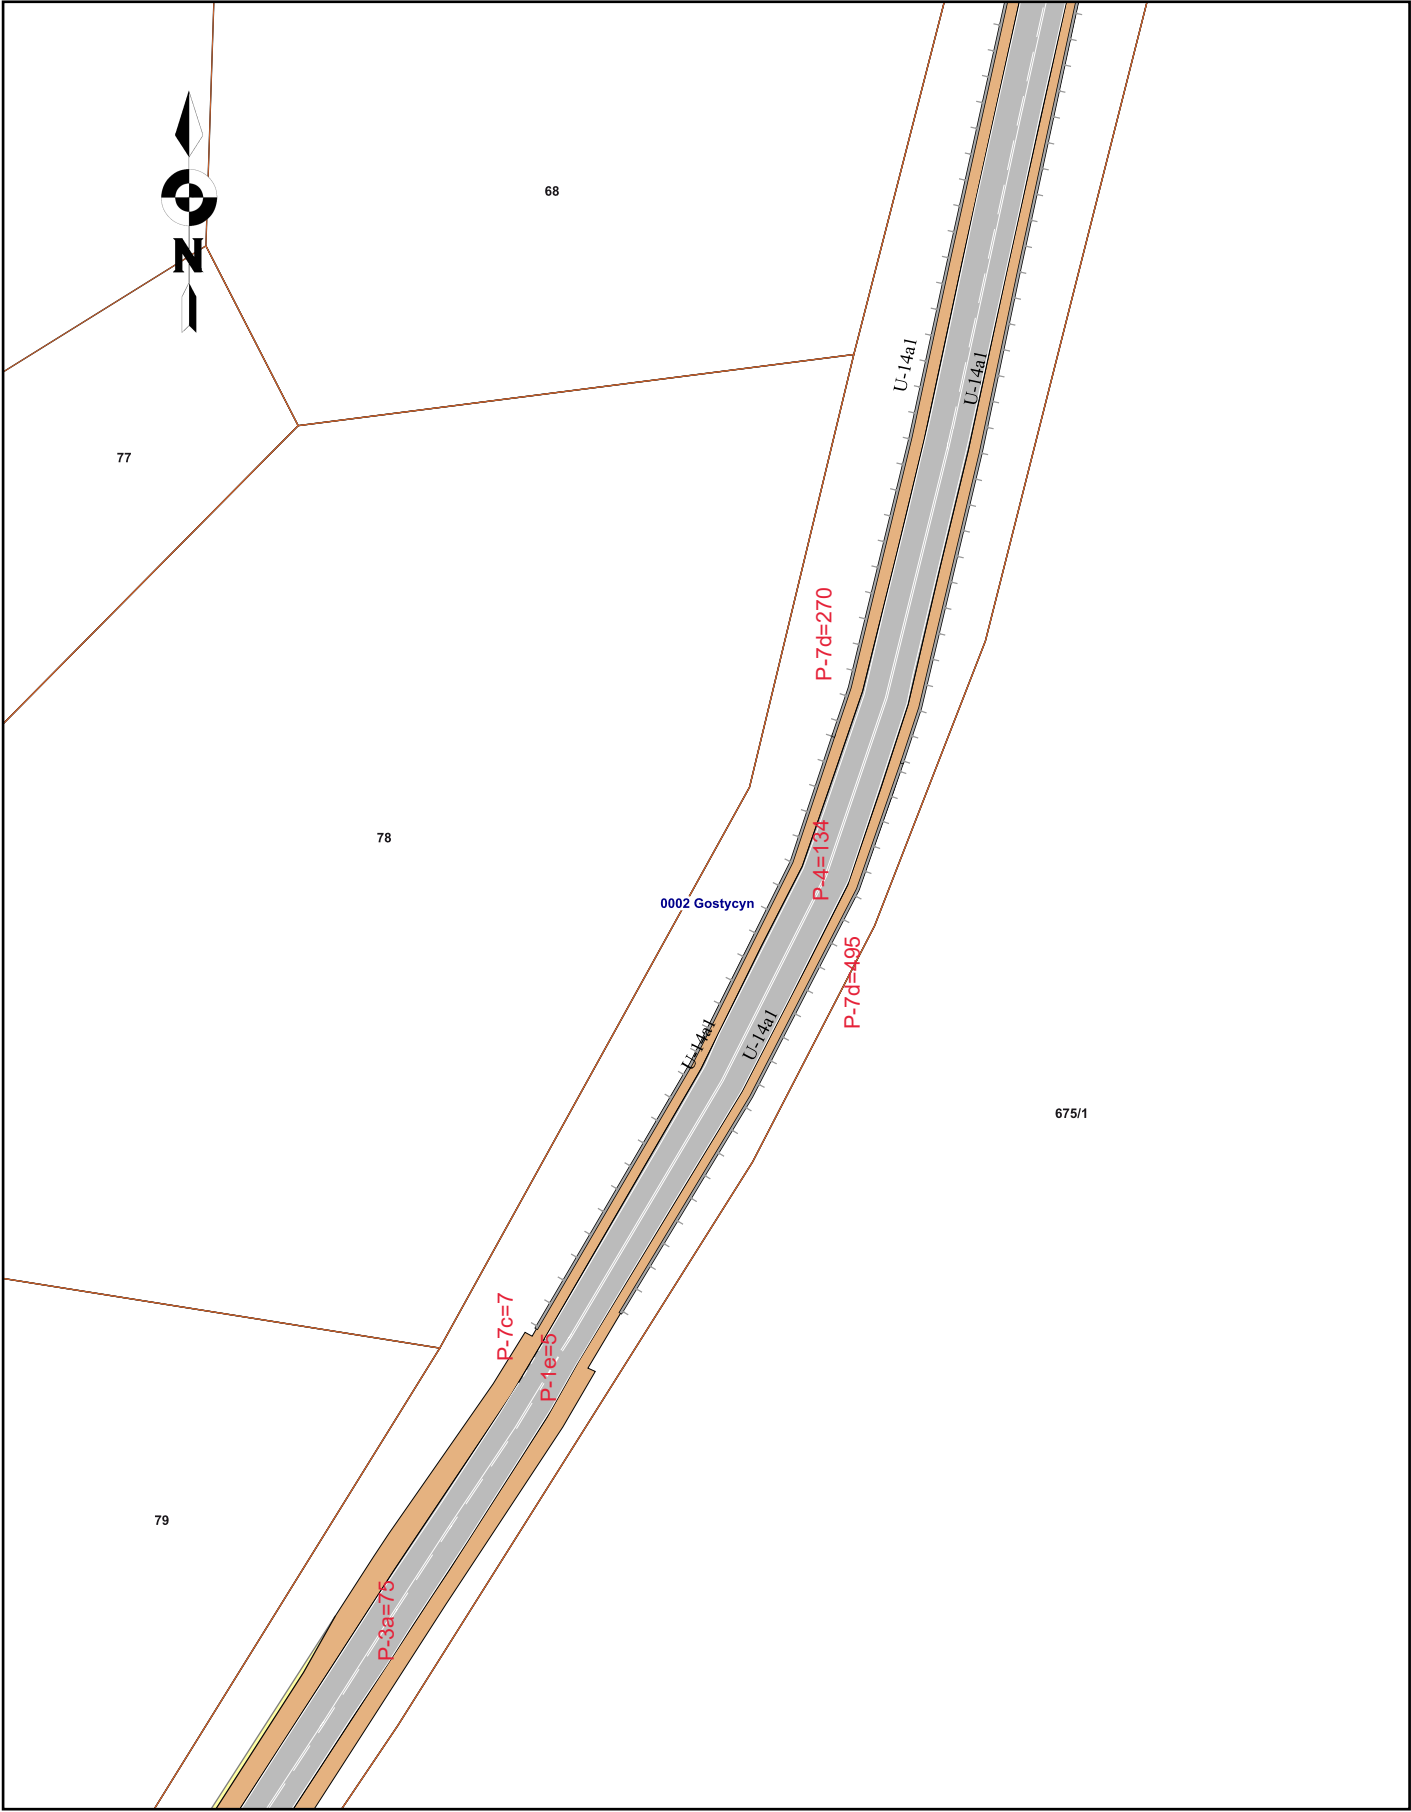 68
N
U-14a1
U-14a1
77
P-7d=270
78
P-4=134
0002 Gostycyn
P-7d=495
U-14a1
U-14a1
675/1
P-7c=7
P-1e=5
79
P-3a=75